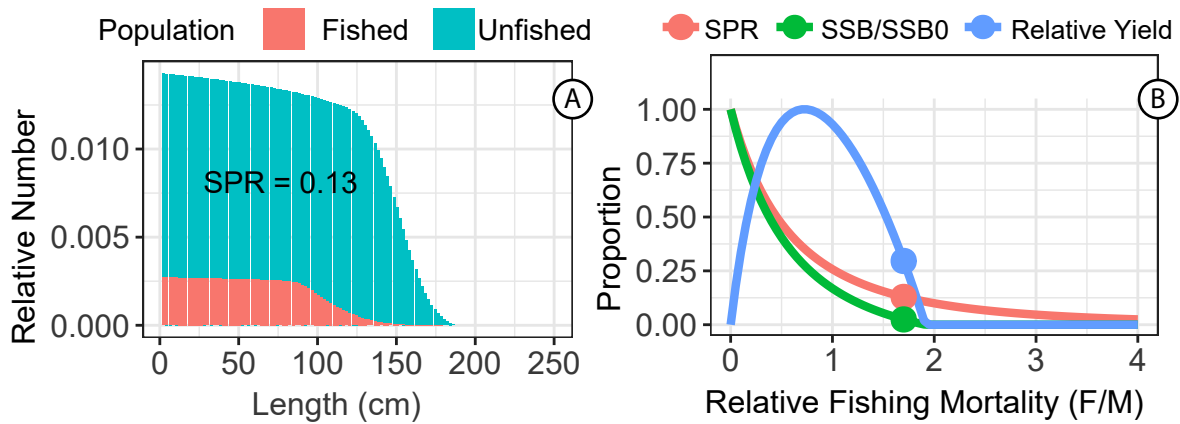 Population Fished Unfished
A
Relative Number
0.010
0.005
0.000
SPR = 0.13
0 50 100 150 200 250
Length (cm)
SPR SSB/SSB0 Relative Yield
B
Proportion
1.00
0.75
0.50
0.25
0.00
0 1 2 3 4
Relative Fishing Mortality (F/M)